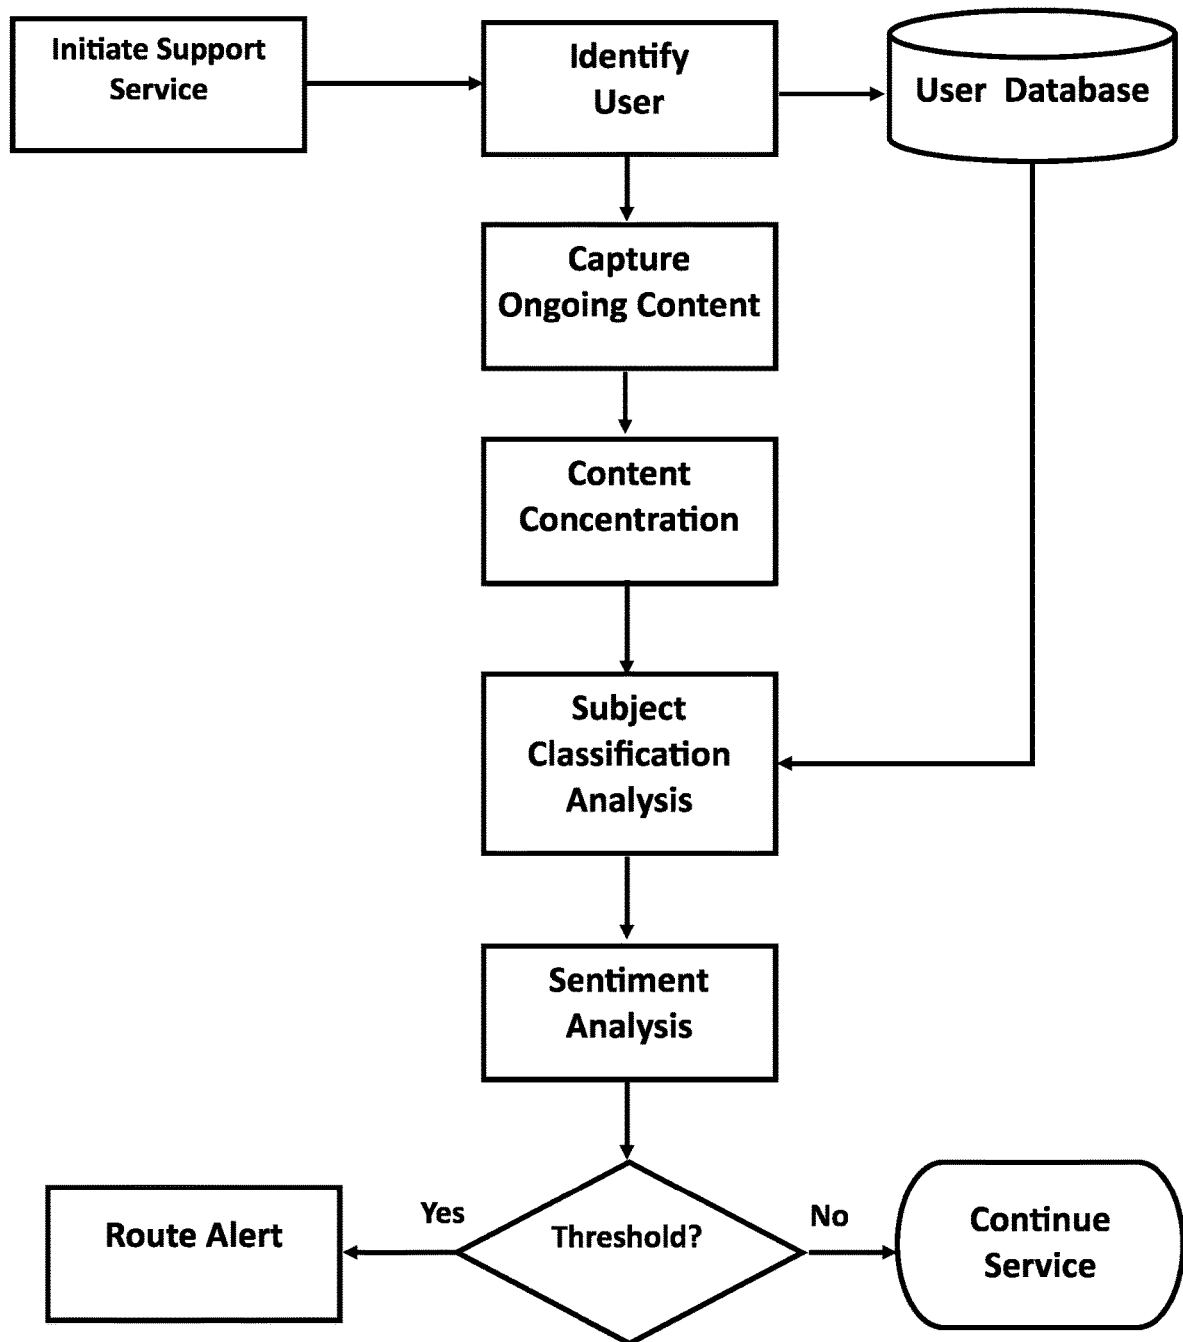 Initiate Support
Service
Identify
User
User Database
Capture
Ongoing Content
Content
Concentration
Subject
Classification
Analysis
Sentiment
Analysis
Route Alert
Yes
Threshold?
No
Continue
Service